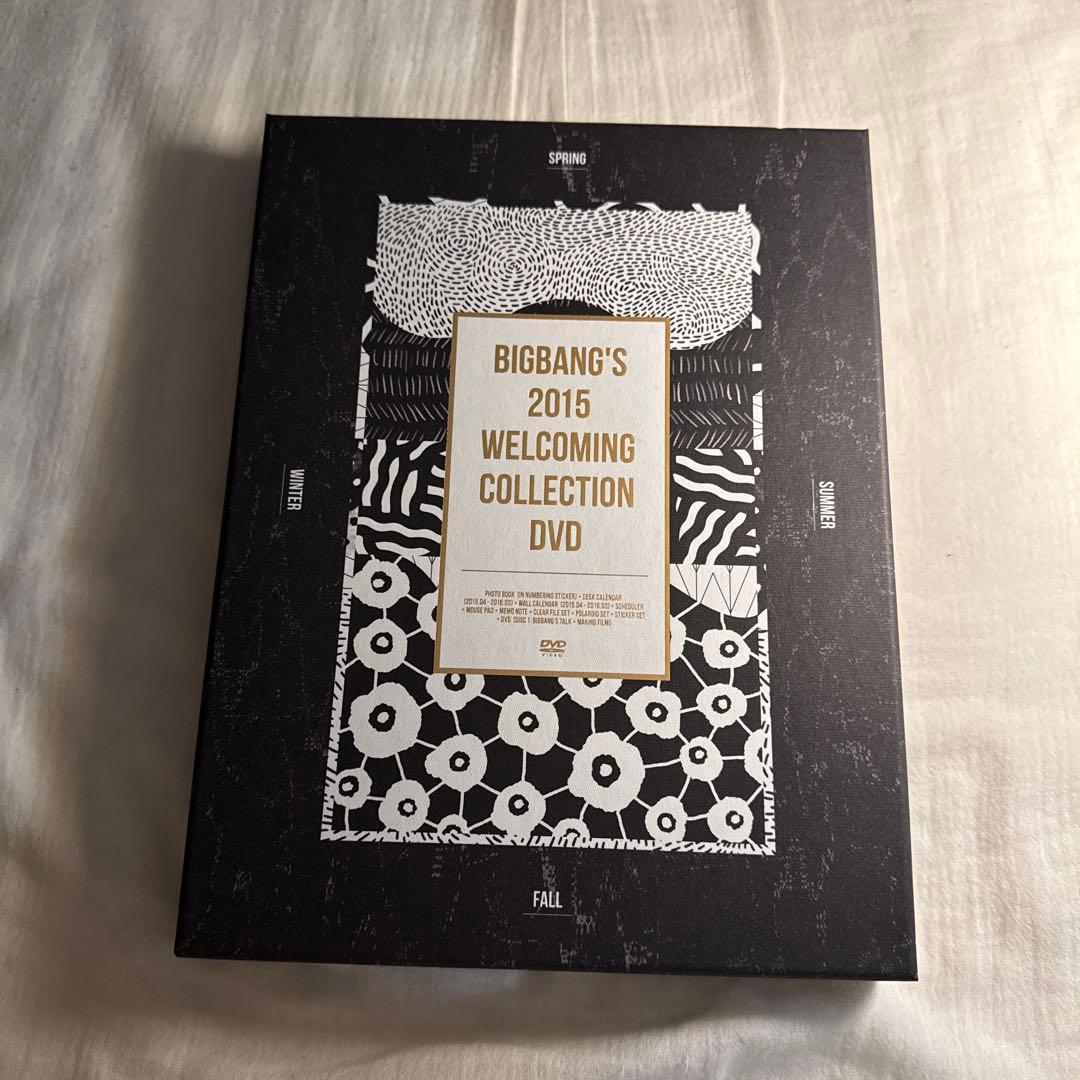 SPRING
BIGBANG'S
2015
WELCOMING
COLLECTION
DVD
PHOTO BOOK (IN NUMBERING STICKER) + DESK CALENDAR
(2015.04 - 2016.03) + WALL CALENDAR (2015.04 - 2016.03) + SCHEDULER
+ MOUSE PAD + MEMO NOTE + CLEAR FILE SET + POLAROID SET + STICKER SET
+ DVD (DISC 1: BIGBANG'S TALK + MAKING FILM)
DVD
VIDEO
WINTER
SUMMER
FALL